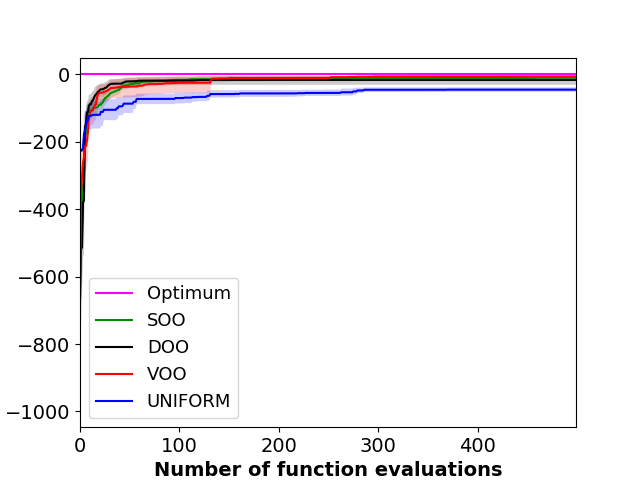 0
−200
−400
−600
−800
−1000
Optimum
SOO
DOO
VOO
UNIFORM
0 100 200 300 400
Number of function evaluations